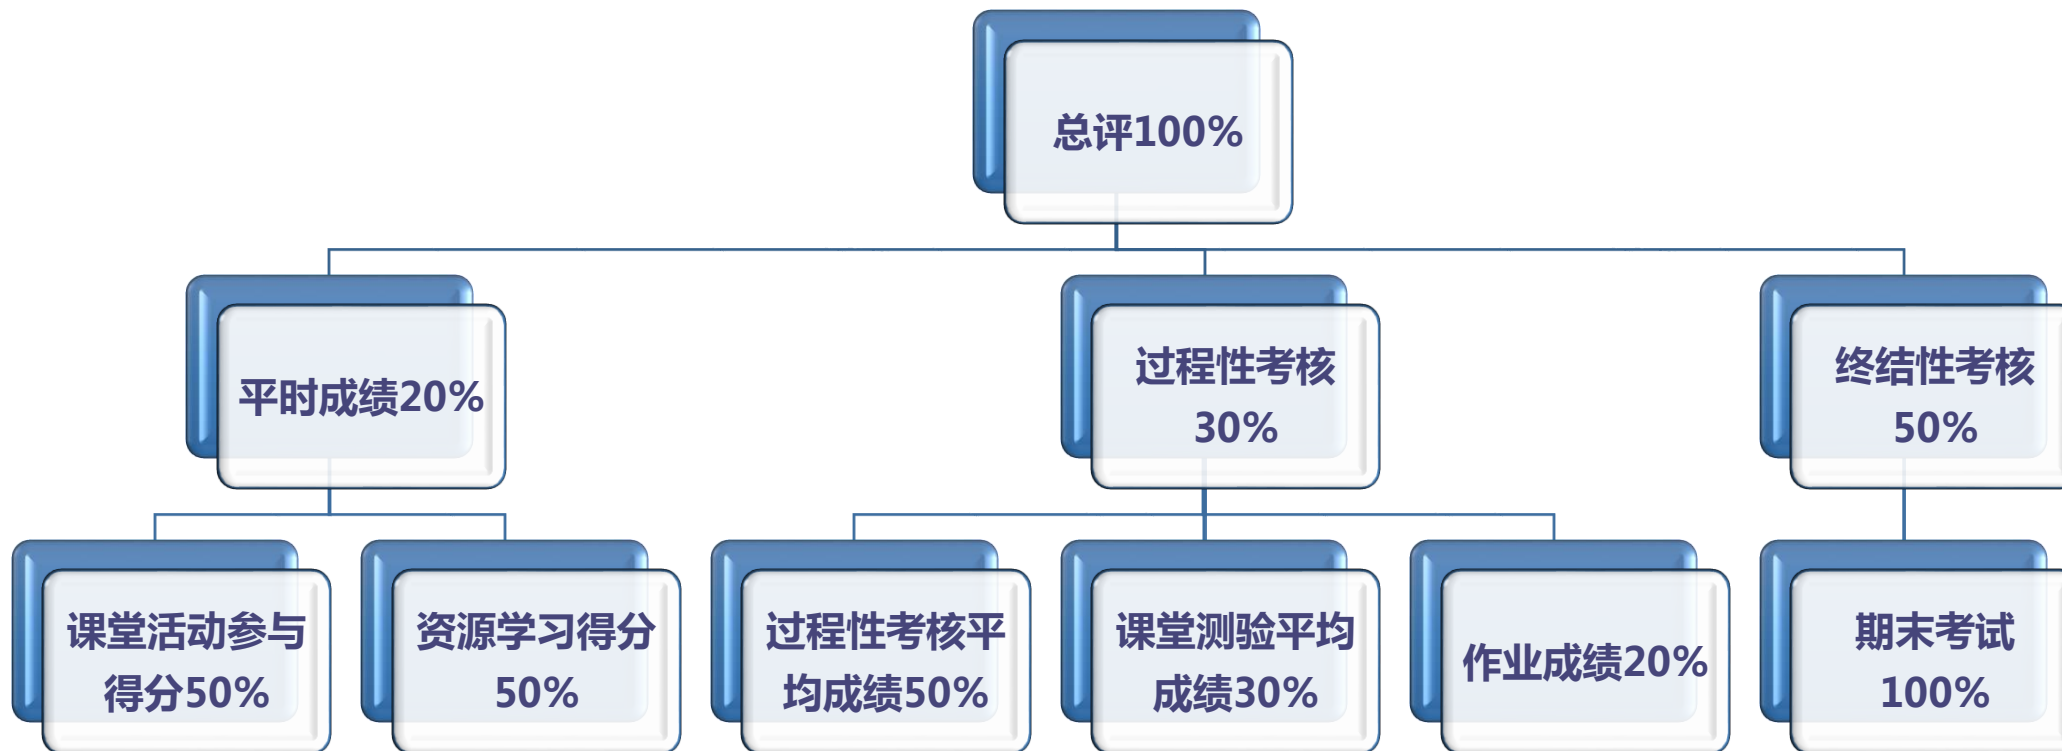 总评100%
平时成绩20%
过程性考核
30%
终结性考核
50%
课堂活动参与
得分50%
资源学习得分
50%
过程性考核平
均成绩50%
课堂测验平均
成绩30%
作业成绩20%
期末考试
100%